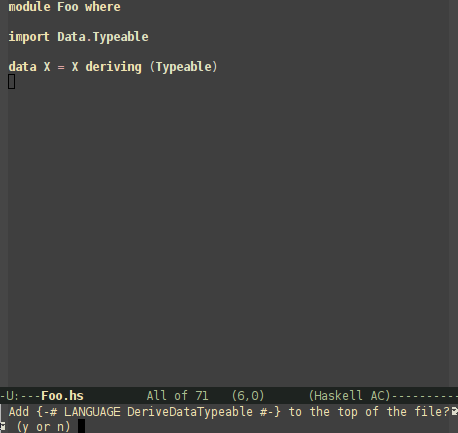 module Foo where
import Data.Typeable
data X = X deriving (Typeable)
-U:---Foo.hs All of 71 (6,0) (Haskell AC)----------
Add {-# LANGUAGE DeriveDataTypeable #-} to the top of the file?
(y or n)